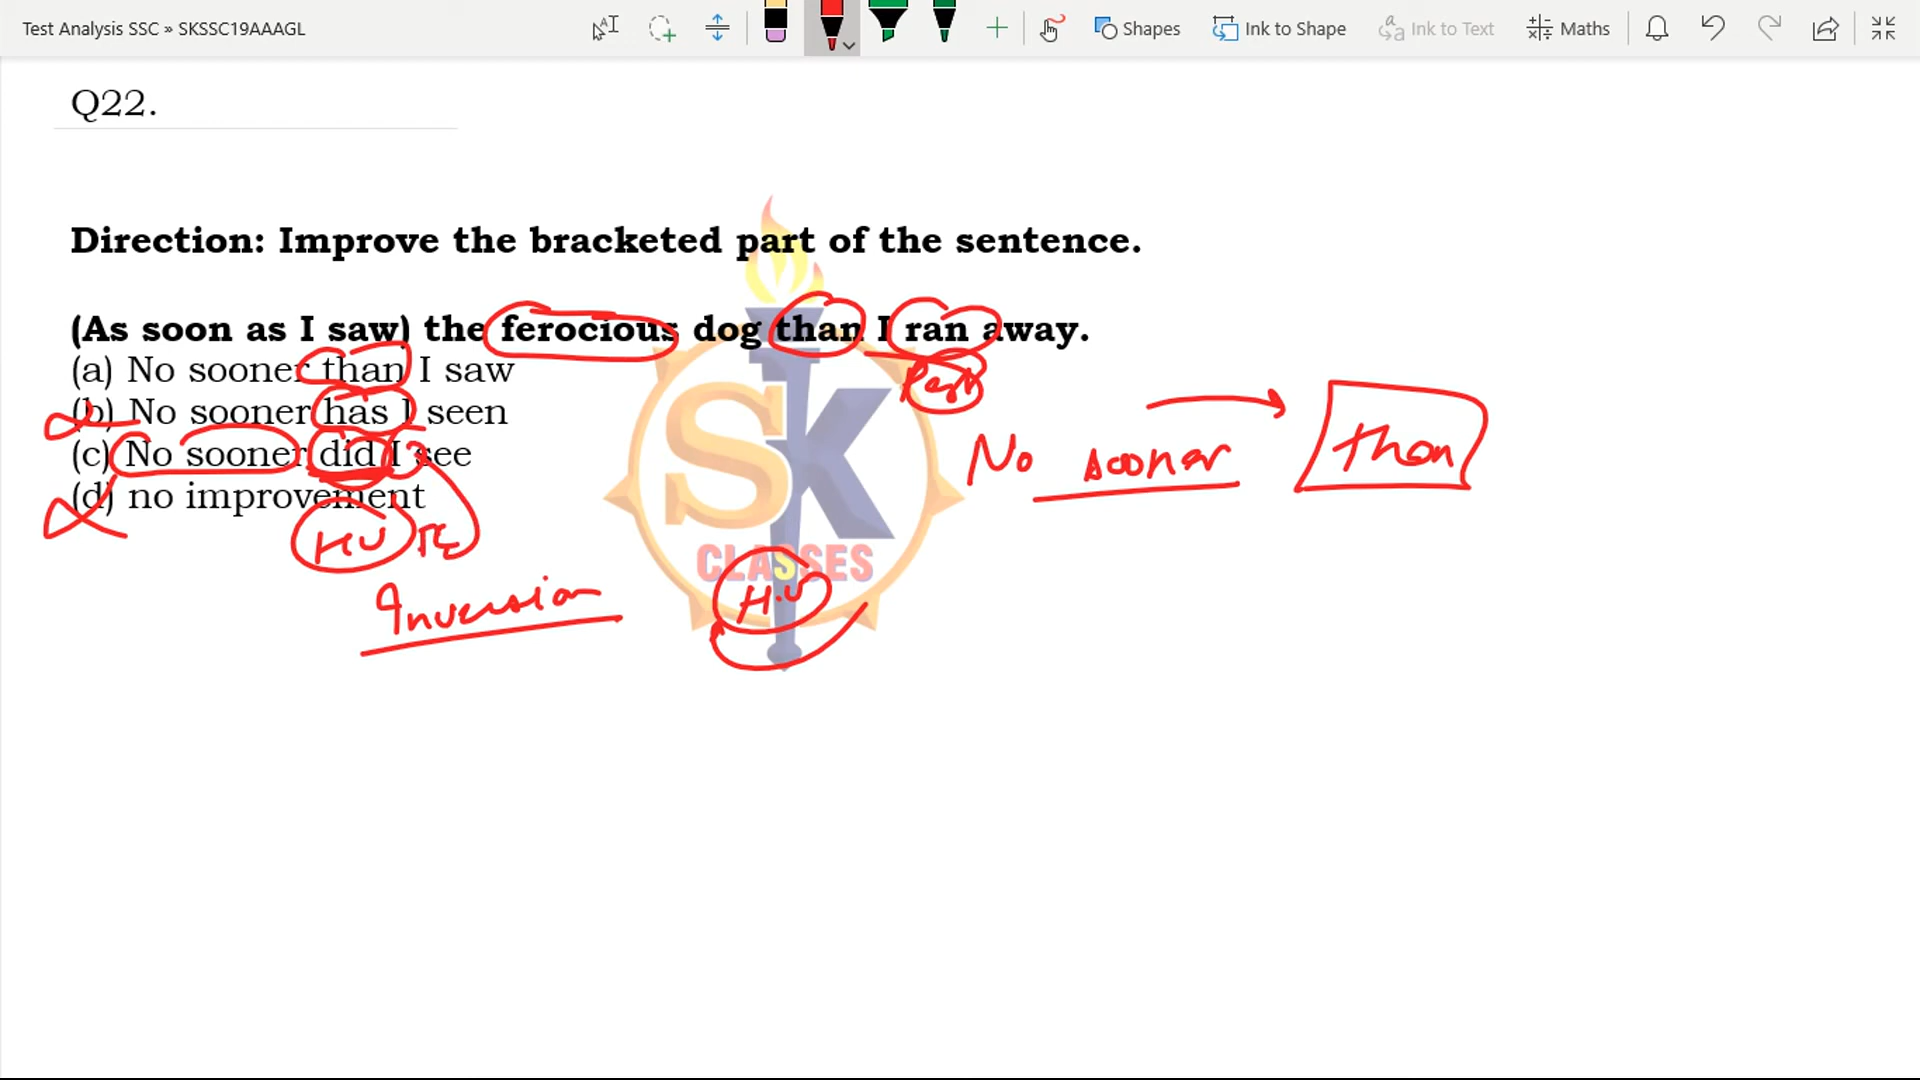 Test Analysis SSC » SKSSC19AAAGL
Shapes
Ink to Shape
Ink to Text
Maths
Q22.
Direction: Improve the bracketed part of the sentence.
(As soon as I saw) the ferocious dog than I ran away.
(a) No sooner than I saw
(b) No sooner has I seen
(c) No sooner did I see
(d) no improvement
Past
No sooner than
HV
Inversion
H.V
SK
CLASSES